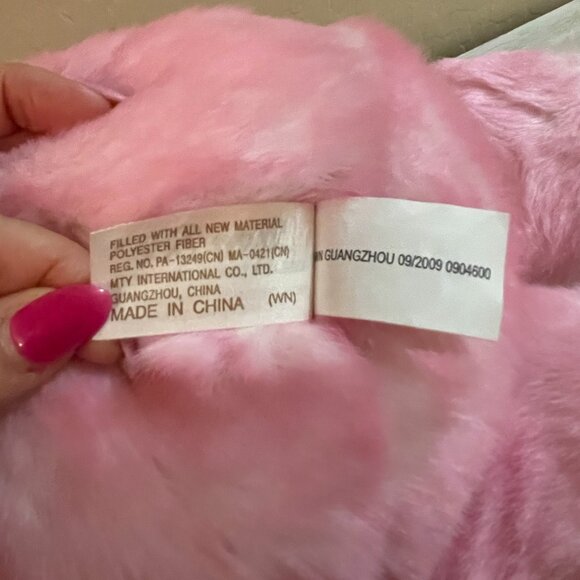 FILLED WITH ALL NEW MATERIAL
POLYESTER FIBER
REG. NO. PA-13249(CN) MA-0421(CN)
MTY INTERNATIONAL CO., LTD.
GUANGZHOU, CHINA
MADE IN CHINA (WN)
GUANGZHOU 09/2009 0904600